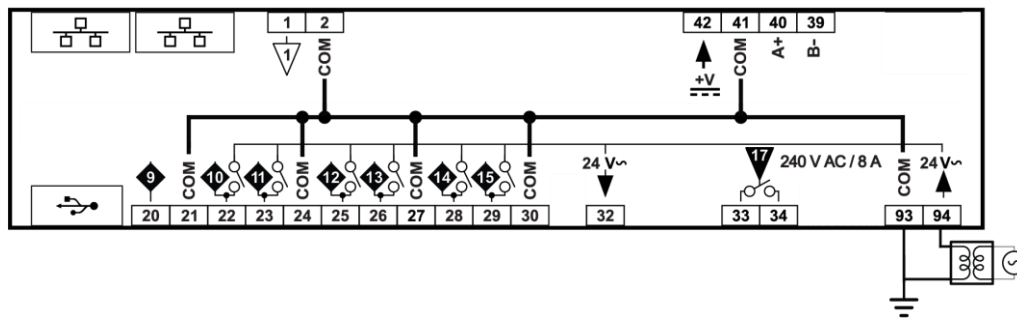 1 2 42 41 40 39
1 COM +V COM A+ B-
9 COM 10 11 COM 12 13 COM 14 15 COM 24 V~ 17 240 V AC / 8 A COM 24 V~
20 21 22 23 24 25 26 27 28 29 30 32 33 34 93 94